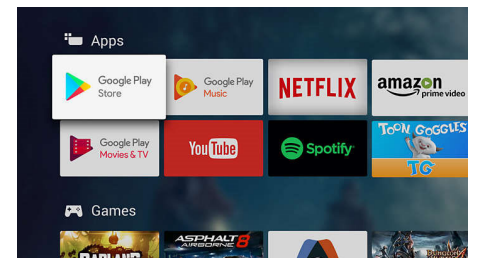 Apps
Google Play
Store
Google Play
Music
NETFLIX
amazon
prime video
Google Play
Movies & TV
YouTube
Spotify
TOON GOGGLES
TG
Games
BADLAND
ASPHALT 8
AIRBORNE